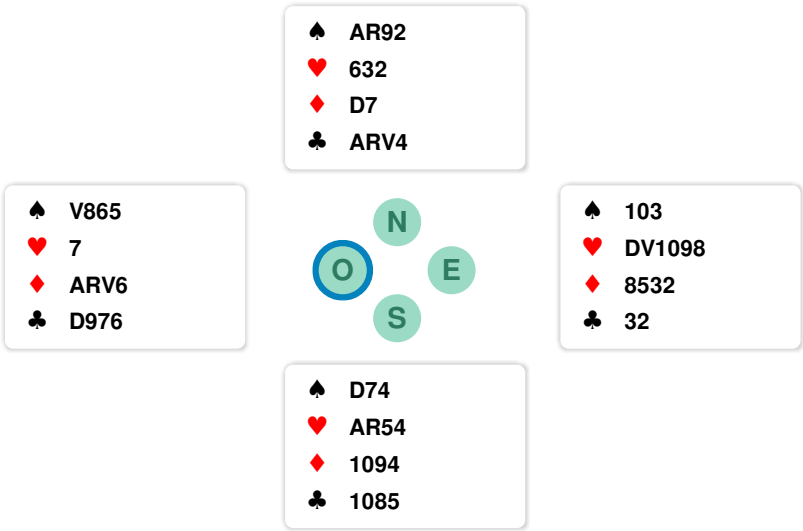 ♠ AR92
♥ 632
♦ D7
♣ ARV4
♠ V865
♥ 7
♦ ARV6
♣ D976
N
O E
S
♠ 103
♥ DV1098
♦ 8532
♣ 32
♠ D74
♥ AR54
♦ 1094
♣ 1085